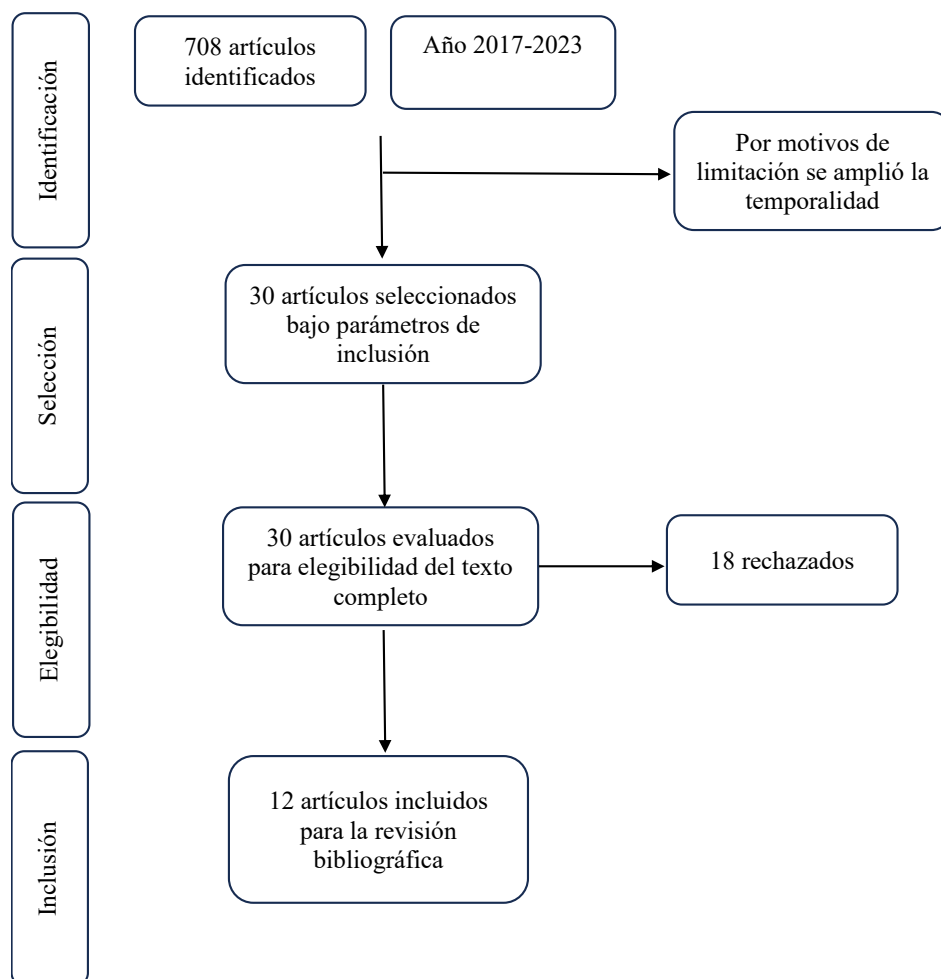 Identificación
708 artículos
identificados
Año 2017-2023
Por motivos de
limitación se amplió la
temporalidad
Selección
30 artículos seleccionados
bajo parámetros de
inclusión
Elegibilidad
30 artículos evaluados
para elegibilidad del texto
completo
18 rechazados
Inclusión
12 artículos incluidos
para la revisión
bibliográfica